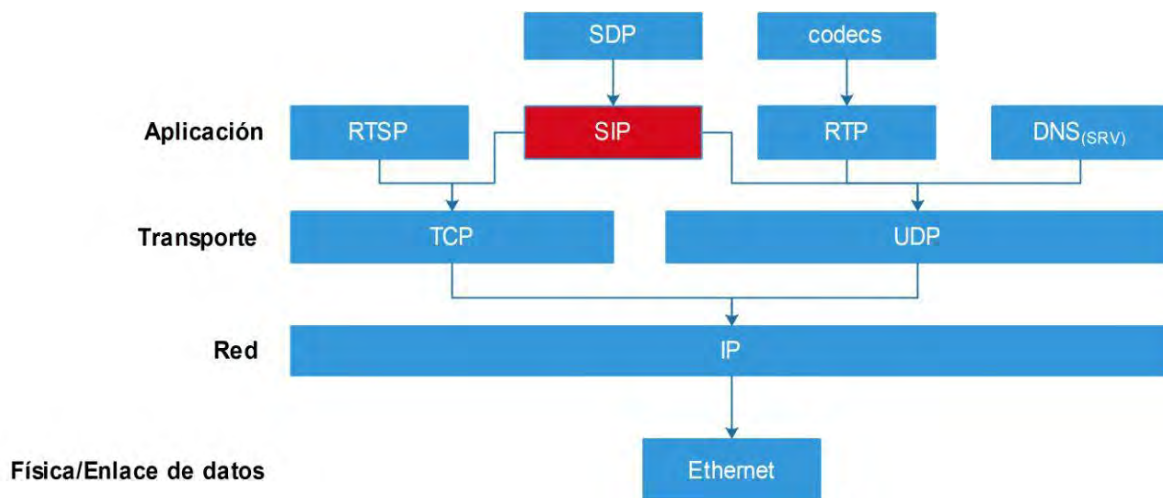 SDP
codecs
Aplicación
RTSP
SIP
RTP
DNS(SRV)
Transporte
TCP
UDP
Red
IP
Física/Enlace de datos
Ethernet